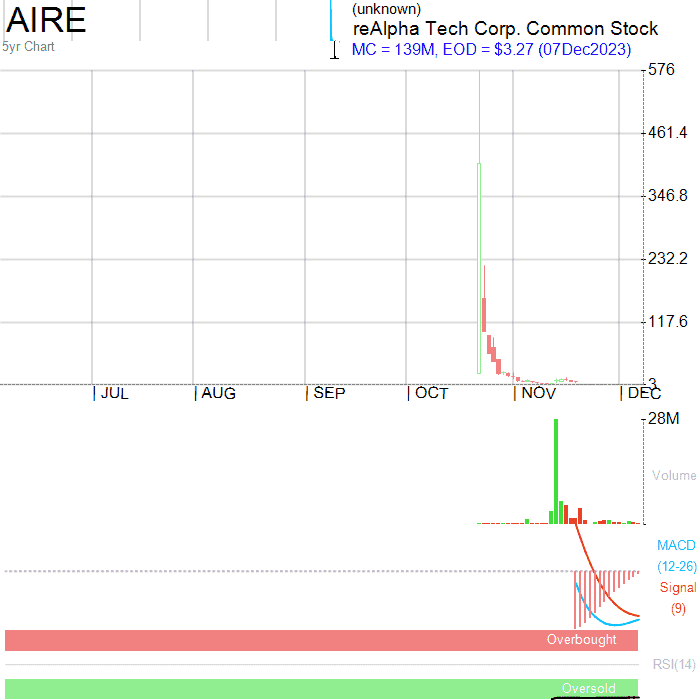 AIRE
(unknown)
reAlpha Tech Corp. Common Stock
5yr Chart
MC = 139M, EOD = $3.27 (07Dec2023)
576
461.4
346.8
232.2
117.6
3
JUL AUG SEP OCT NOV DEC
28M
Volume
MACD
(12-26)
Signal
(9)
Overbought
RSI(14)
Oversold